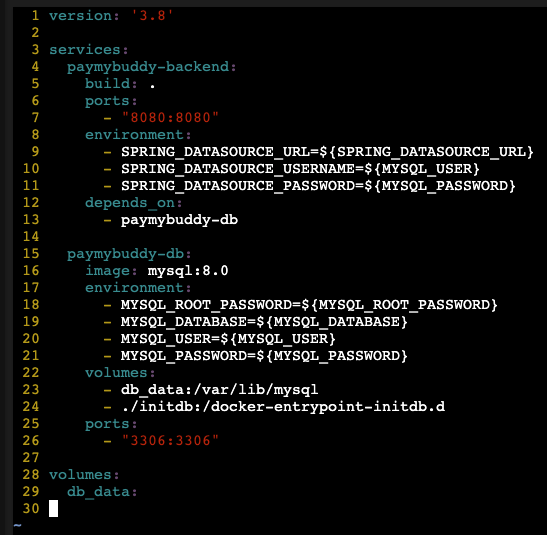 1 version: '3.8'
2
3 services:
4   paymybuddy-backend:
5     build: .
6     ports:
7       - "8080:8080"
8     environment:
9       - SPRING_DATASOURCE_URL=${SPRING_DATASOURCE_URL}
10       - SPRING_DATASOURCE_USERNAME=${MYSQL_USER}
11       - SPRING_DATASOURCE_PASSWORD=${MYSQL_PASSWORD}
12     depends_on:
13       - paymybuddy-db
14
15   paymybuddy-db:
16     image: mysql:8.0
17     environment:
18       - MYSQL_ROOT_PASSWORD=${MYSQL_ROOT_PASSWORD}
19       - MYSQL_DATABASE=${MYSQL_DATABASE}
20       - MYSQL_USER=${MYSQL_USER}
21       - MYSQL_PASSWORD=${MYSQL_PASSWORD}
22     volumes:
23       - db_data:/var/lib/mysql
24       - ./initdb:/docker-entrypoint-initdb.d
25     ports:
26       - "3306:3306"
27
28 volumes:
29   db_data:
30
~